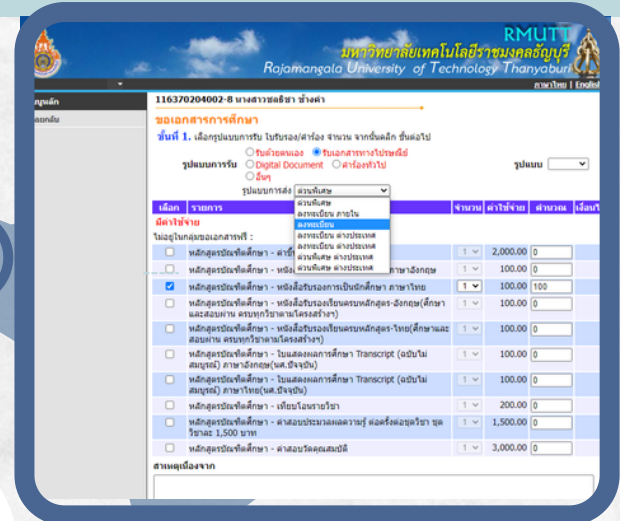 RMUTT
มหาวิทยาลัยเทคโนโลยีราชมงคลธัญบุรี
Rajamangala University of Technology Thanyaburi
ภาษาไทย | English
116370204002-8 นางสาวชลธิชา ช้างคำ
ถอยกลับ
ขอเอกสารการศึกษา
ขั้นที่ 1. เลือกรูปแบบการรับ ใบรับรอง/คำร้อง จำนวน จากนั้นคลิก ขั้นต่อไป
รูปแบบการรับ
รับด้วยตนเอง รับเอกสารทางไปรษณีย์
Digital Document คำร้องทั่วไป
อื่นๆ
รูปแบบ
รูปแบบการส่ง ด่วนพิเศษ
ด่วนพิเศษ
ลงทะเบียน ภายใน
ลงทะเบียน
ลงทะเบียน ต่างประเทศ
ลงทะเบียน ต่างประเทศ
ด่วนพิเศษ ต่างประเทศ
ด่วนพิเศษ ต่างประเทศ
เลือก รายการ จำนวน ค่าใช้จ่าย คำนวณ
มีค่าใช้จ่าย
ไม่อยู่ในกลุ่มขอเอกสารฟรี :
หลักสูตรบัณฑิตศึกษา - 1 2,000.00 0
หลักสูตรบัณฑิตศึกษา - ภาษาอังกฤษ 1 100.00 0
หลักสูตรบัณฑิตศึกษา - หนังสือรับรองการเป็นนักศึกษา ภาษาไทย 1 100.00 100
หลักสูตรบัณฑิตศึกษา - หนังสือรับรองเรียนครบหลักสูตร-อังกฤษ(ศึกษา 1 100.00 0
และสอบผ่าน ครบทุกวิชาตามโครงสร้างฯ)
หลักสูตรบัณฑิตศึกษา - หนังสือรับรองเรียนครบหลักสูตร-ไทย(ศึกษาและ 1 100.00 0
สอบผ่าน ครบทุกวิชาตามโครงสร้างฯ)
หลักสูตรบัณฑิตศึกษา - ใบแสดงผลการศึกษา Transcript (ฉบับไม่ 1 100.00 0
สมบูรณ์) ภาษาอังกฤษ(นศ.ปัจจุบัน)
หลักสูตรบัณฑิตศึกษา - ใบแสดงผลการศึกษา Transcript (ฉบับไม่ 1 100.00 0
สมบูรณ์) ภาษาไทย(นศ.ปัจจุบัน)
หลักสูตรบัณฑิตศึกษา - เทียบโอนรายวิชา 1 200.00 0
หลักสูตรบัณฑิตศึกษา - ค่าสอบประมวลผลความรู้ ต่อครั้งต่อชุดวิชา ชุด 1 1,500.00 0
วิชาละ 1,500 บาท
หลักสูตรบัณฑิตศึกษา - ค่าสอบวัดคุณสมบัติ 1 3,000.00 0
สาเหตุเนื่องจาก